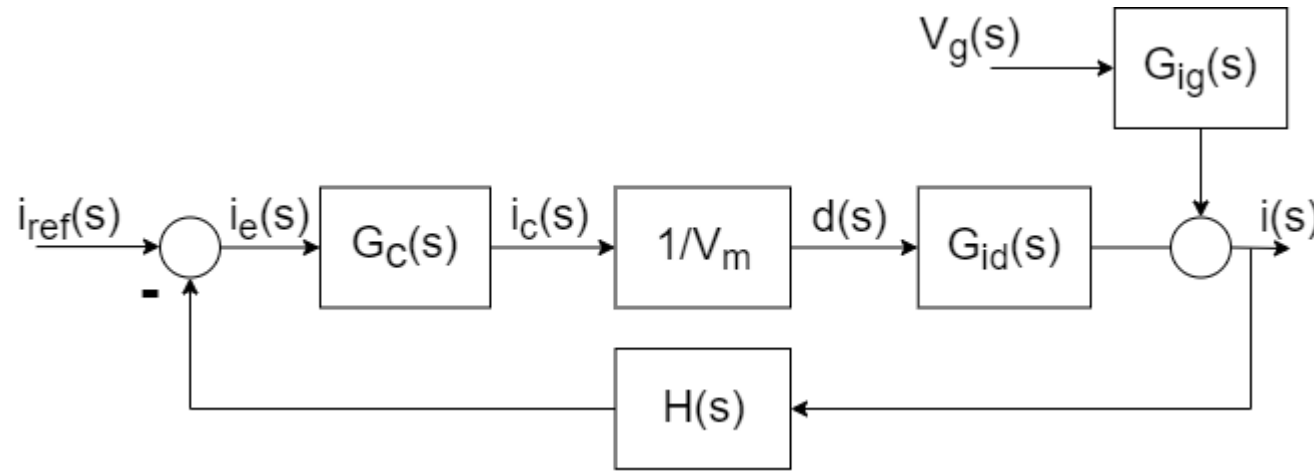 V_g(s)
G_ig(s)
i_ref(s)
i_e(s)
G_C(s)
i_c(s)
1/V_m
d(s)
G_id(s)
i(s)
-
H(s)